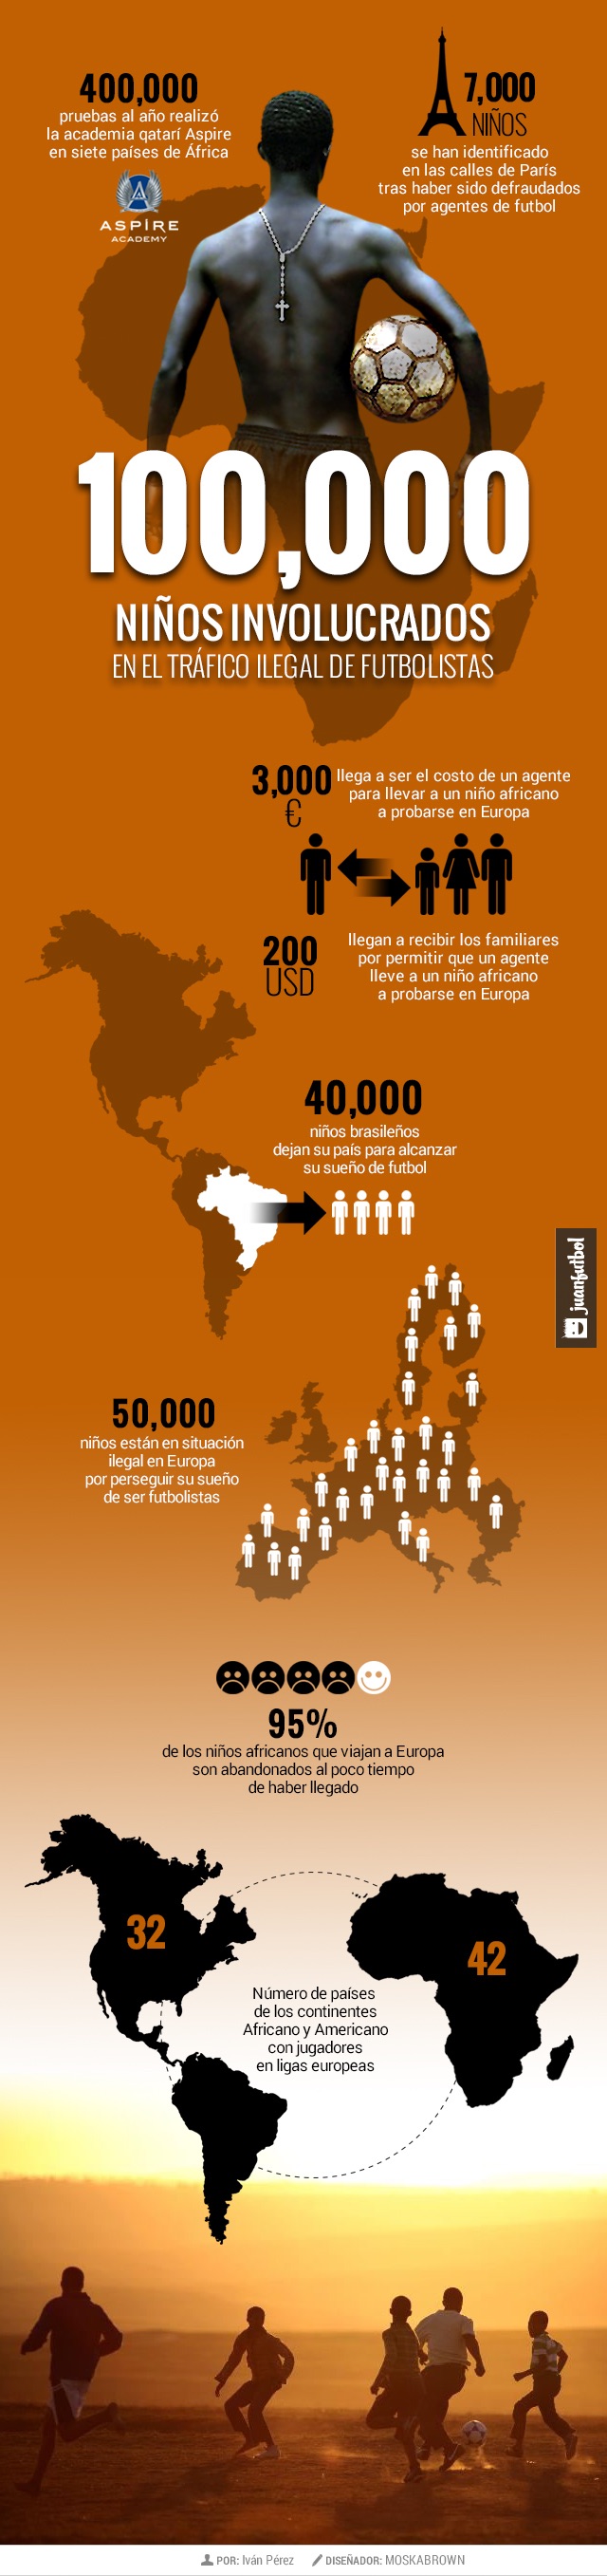 400,000
pruebas al año realizó
la academia qatarí Aspire
en siete países de África
ASPIRE
ACADEMY
7,000
NIÑOS
se han identificado
en las calles de París
tras haber sido defraudados
por agentes de futbol
100,000
NIÑOS INVOLUCRADOS
EN EL TRÁFICO ILEGAL DE FUTBOLISTAS
3,000
€
llega a ser el costo de un agente
para llevar a un niño africano
a probarse en Europa
200
USD
llegan a recibir los familiares
por permitir que un agente
lleve a un niño africano
a probarse en Europa
40,000
niños brasileños
dejan su país para alcanzar
su sueño de futbol
juanfutbol
50,000
niños están en situación
ilegal en Europa
por perseguir su sueño
de ser futbolistas
95%
de los niños africanos que viajan a Europa
son abandonados al poco tiempo
de haber llegado
32
42
Número de países
de los continentes
Africano y Americano
con jugadores
en ligas europeas
POR: Iván Pérez DISEÑADOR: MOSKABROWN